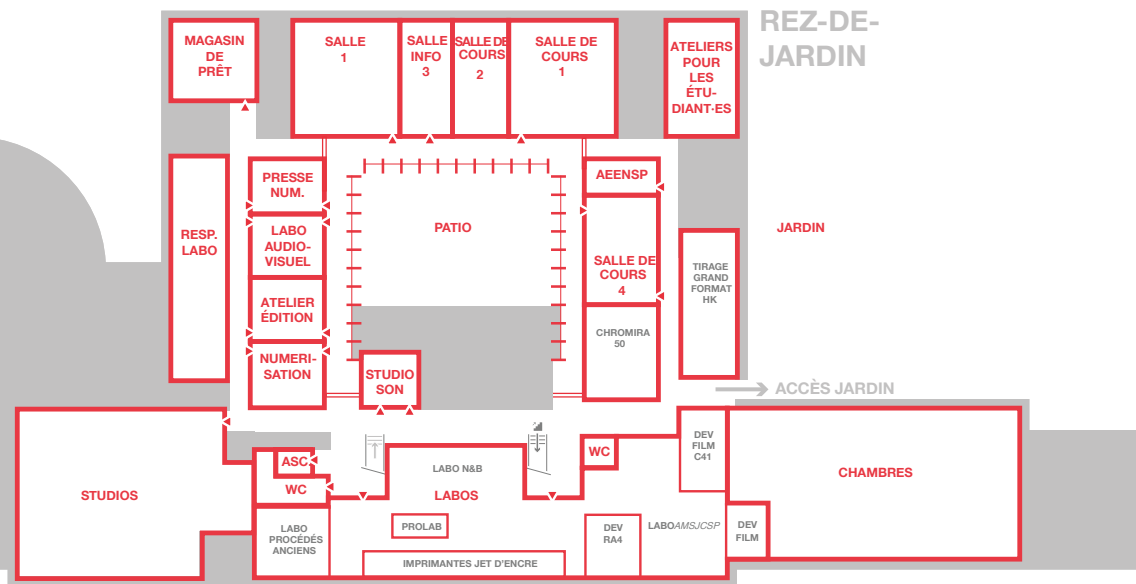 REZ-DE-
JARDIN
MAGASIN
DE
PRÊT
SALLE
1
SALLE
INFO
3
SALLE DE
COURS
2
SALLE DE
COURS
1
ATELIERS
POUR
LES
ÉTU-
DIANT·ES
PRESSE
NUM.
AEENSP
RESP.
LABO
LABO
AUDIO-
VISUEL
PATIO
JARDIN
SALLE DE
COURS
4
TIRAGE
GRAND
FORMAT
HK
ATELIER
ÉDITION
CHROMIRA
50
NUMERI-
SATION
STUDIO
SON
ACCÈS JARDIN
STUDIOS
ASC
WC
LABO N&B
LABOS
WC
DEV
FILM
C41
CHAMBRES
LABO
PROCÉDÉS
ANCIENS
PROLAB
DEV
RA4
LABOAMSJCSP
DEV
FILM
IMPRIMANTES JET D'ENCRE